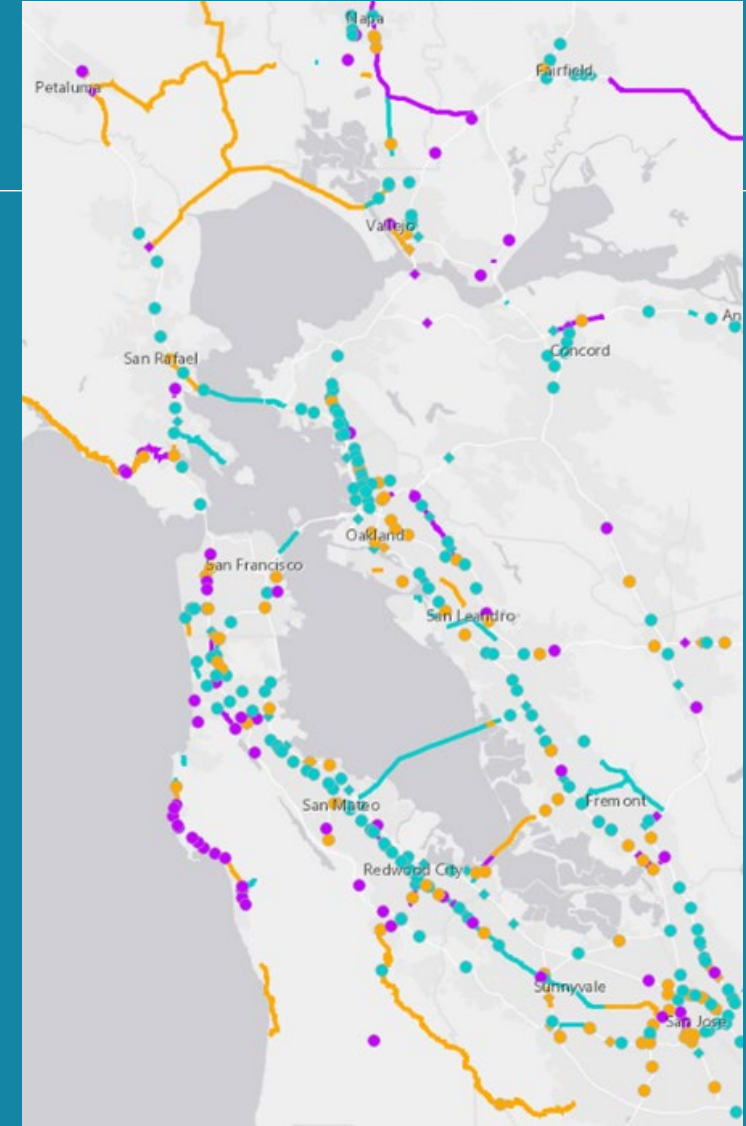 Napa
Petaluma
Fairfield
Vallejo
An
Concord
San Rafael
Oakland
San Francisco
San Leandro
Fremont
San Mateo
Redwood City
Sunnyvale
San Jose